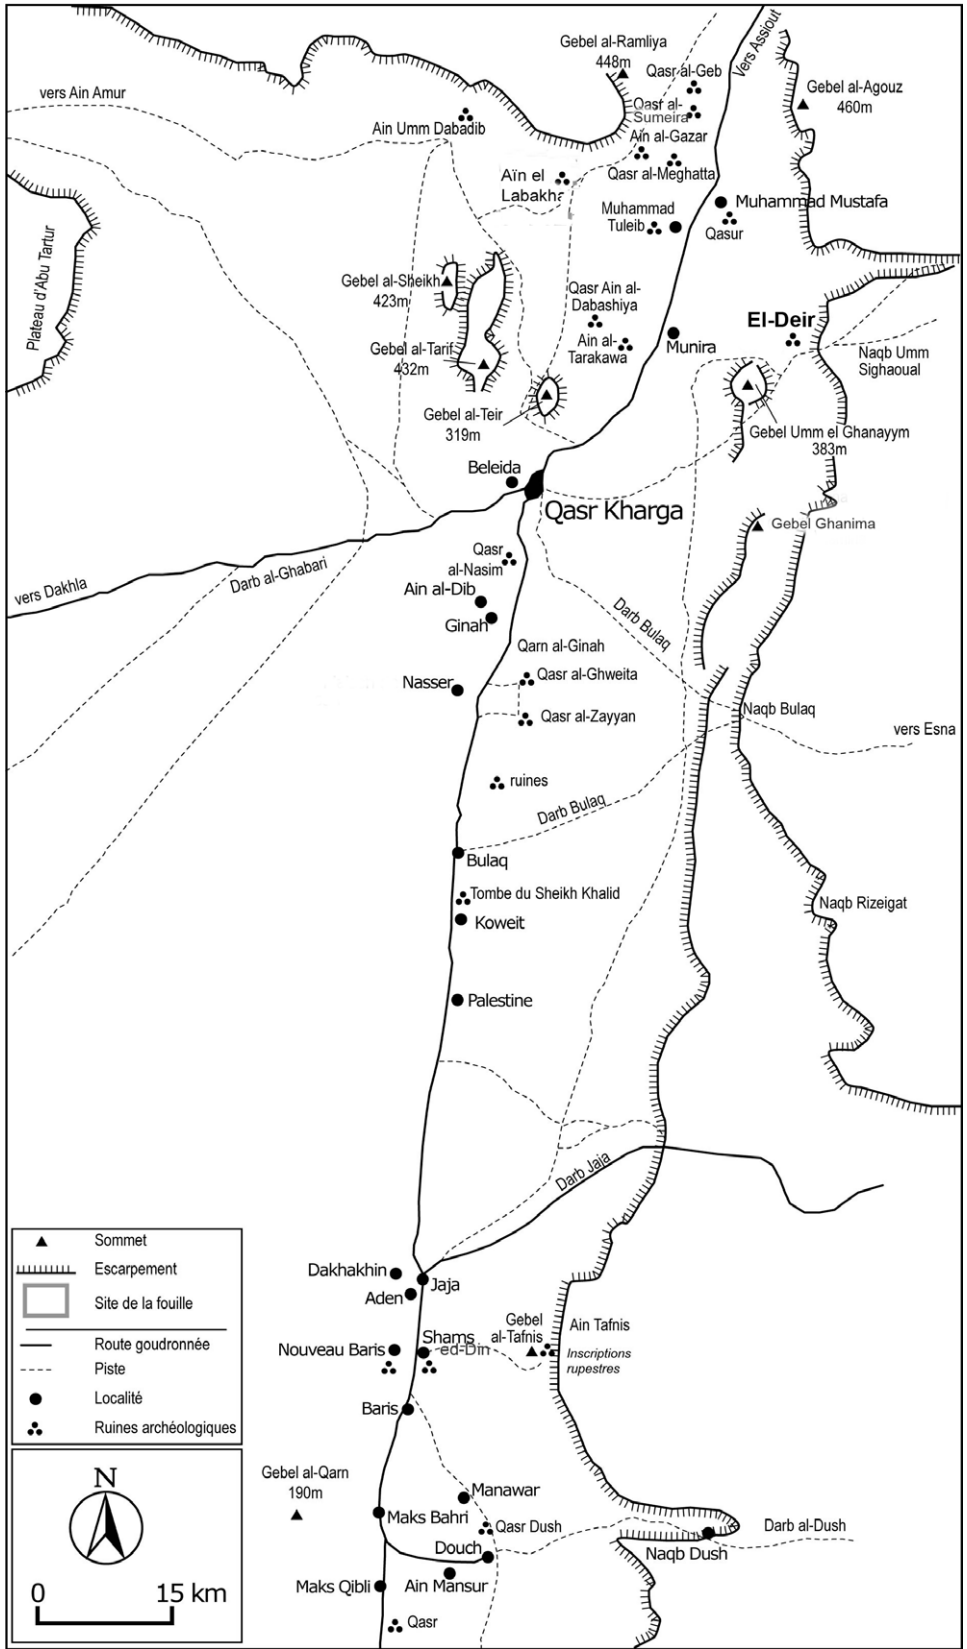 Gebel al-Ramliya
448m
Vers Assiout
Qasr al-Geb
Gebel al-Agouz
460m
vers Ain Amur
Qasr al-
Sumeira
Ain Umm Dabadib
Ain al-Gazar
Qasr al-Meghatta
Aïn el
Labakha
Muhammad Mustafa
Muhammad
Tuleib
Qasur
Plateau d'Abu Tartur
Gebel al-Sheikh
423m
Qasr Ain al-
Dabashiya
El-Deir
Ain al-
Tarakawa
Munira
Naqb Umm
Sighaoual
Gebel al-Tarif
432m
Gebel al-Teir
319m
Gebel Umm el Ghanayym
383m
Beleida
Qasr Kharga
Gebel Ghanima
Qasr
al-Nasim
Darb al-Ghabari
vers Dakhla
Ain al-Dib
Ginah
Darb Bulaq
Qarn al-Ginah
Qasr al-Ghweita
Nasser
Qasr al-Zayyan
Naqb Bulaq
vers Esna
ruines
Darb Bulaq
Bulaq
Tombe du Sheikh Khalid
Koweit
Naqb Rizeigat
Palestine
Darb Jaja
Dakhakhin
Jaja
Aden
Shams
ed-Din
Nouveau Baris
Gebel
al-Tafnis
Ain Tafnis
Inscriptions
rupestres
Baris
Gebel al-Qarn
190m
Manawar
Maks Bahri
Qasr Dush
Darb al-Dush
Douch
Naqb Dush
Maks Qibli
Ain Mansur
Qasr
Sommet
Escarpement
Site de la fouille
Route goudronnée
Piste
Localité
Ruines archéologiques
N
0
15 km